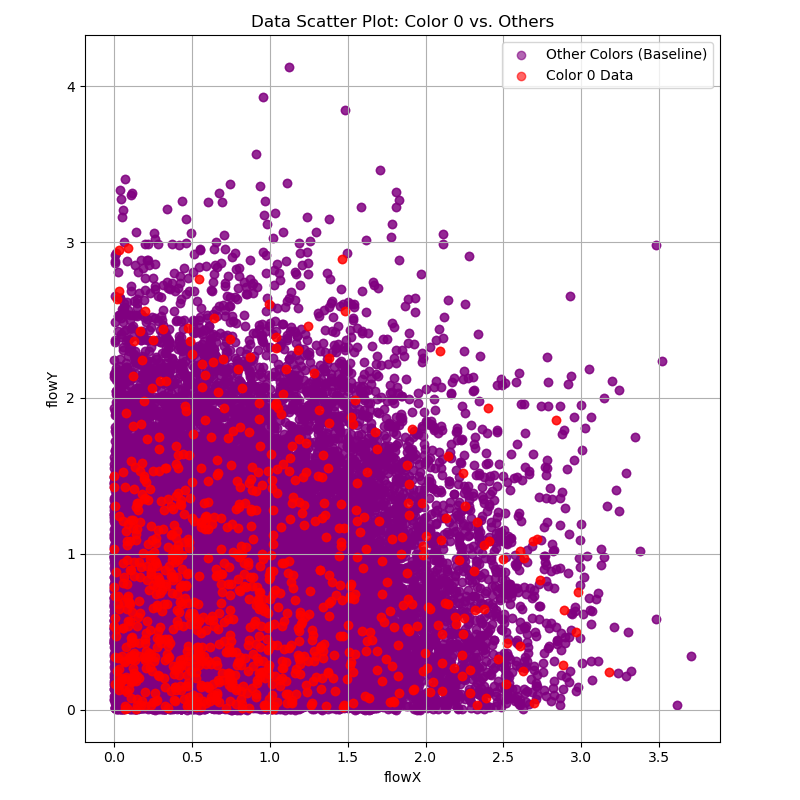 Data Scatter Plot: Color 0 vs. Others
Other Colors (Baseline)
Color 0 Data
flowY
4
3
2
1
0
0.0 0.5 1.0 1.5 2.0 2.5 3.0 3.5
flowX